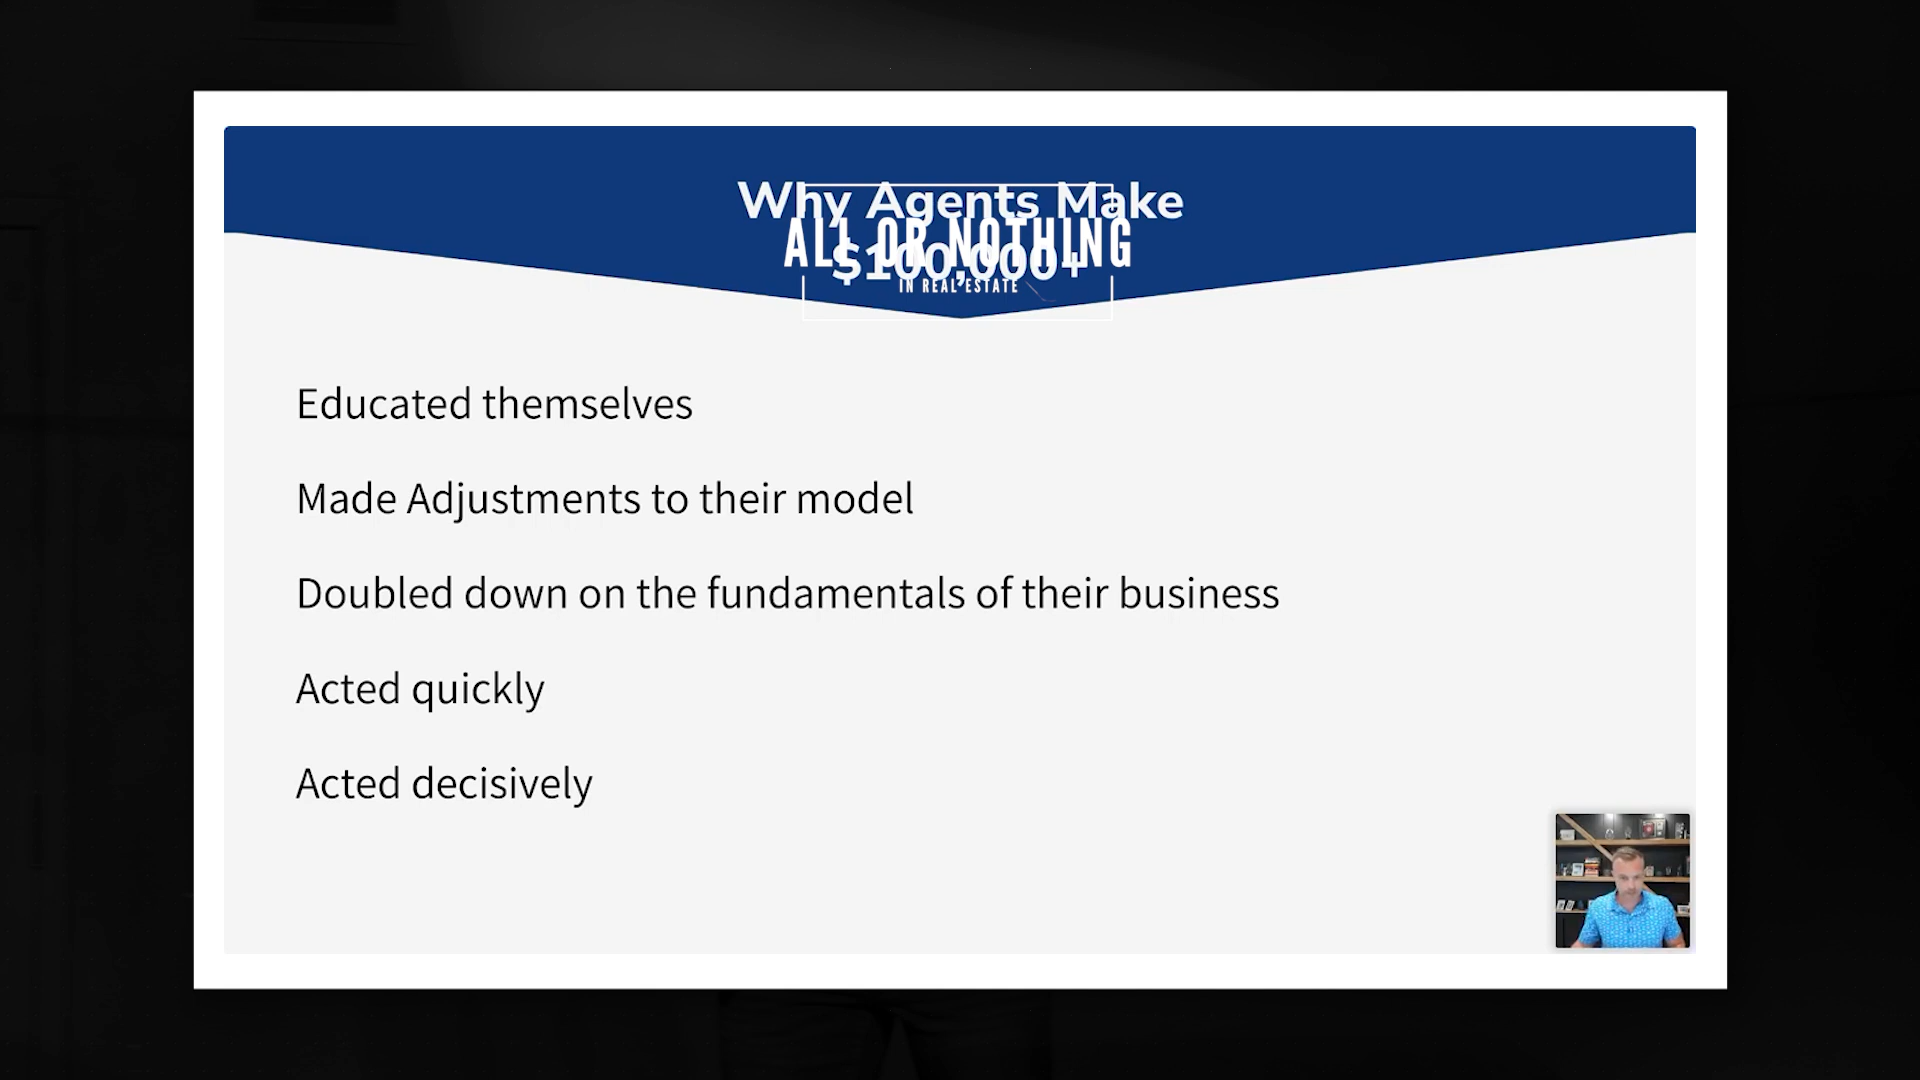 Why Agents Make
ALL OR NOTHING
$100,000+
IN REAL ESTATE
Educated themselves
Made Adjustments to their model
Doubled down on the fundamentals of their business
Acted quickly
Acted decisively